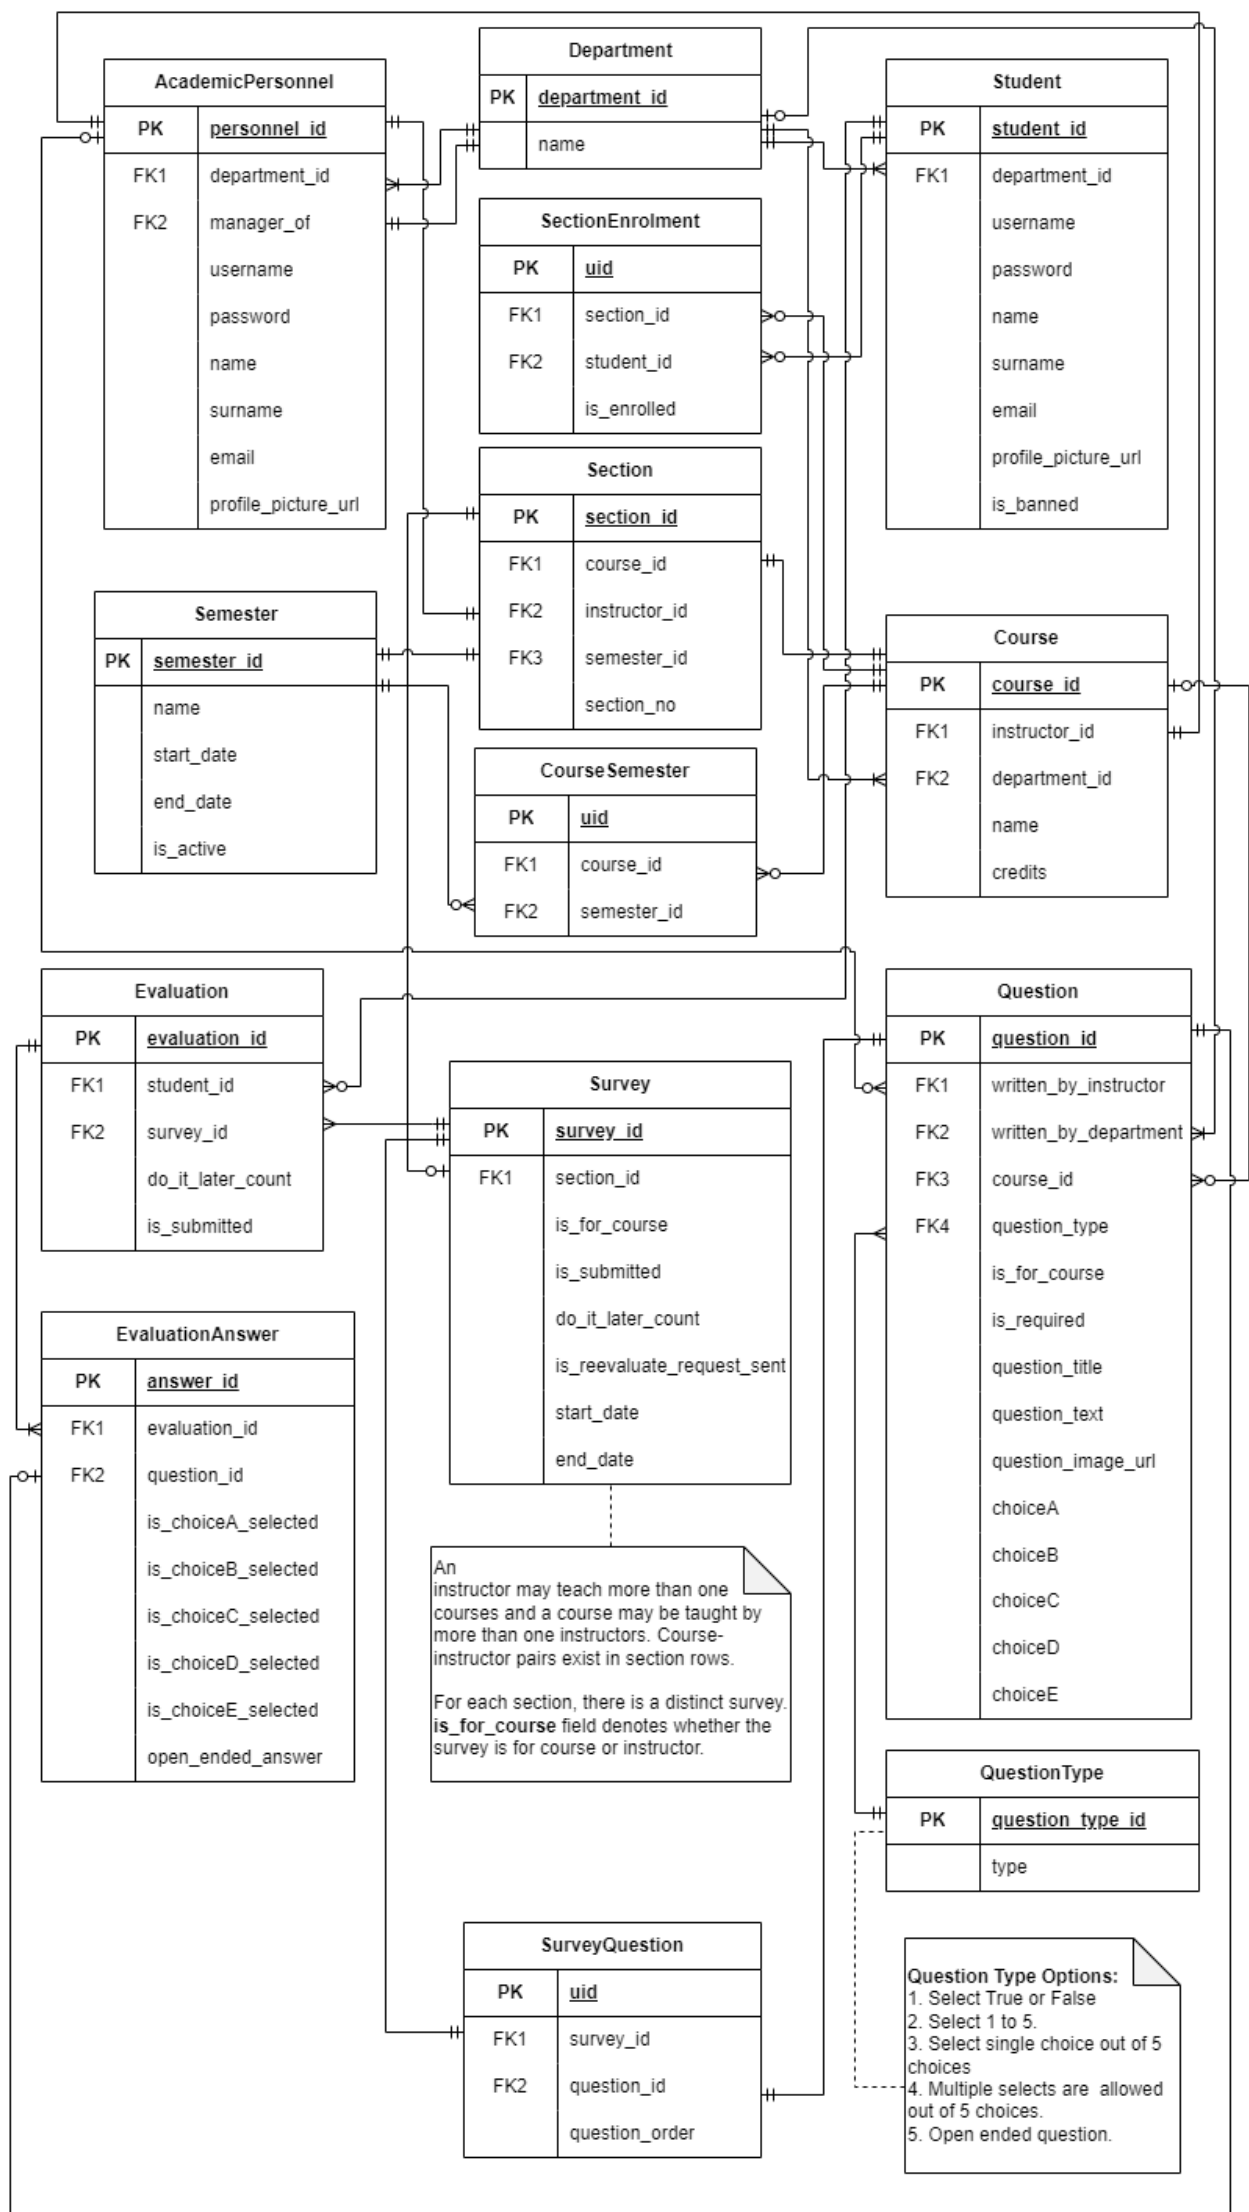 Department
PK department_id
name
AcademicPersonnel
PK personnel_id
FK1 department_id
FK2 manager_of
username
password
name
surname
email
profile_picture_url
Student
PK student_id
FK1 department_id
username
password
name
surname
email
profile_picture_url
is_banned
SectionEnrolment
PK uid
FK1 section_id
FK2 student_id
is_enrolled
Section
PK section_id
FK1 course_id
FK2 instructor_id
FK3 semester_id
section_no
Semester
PK semester_id
name
start_date
end_date
is_active
Course
PK course_id
FK1 instructor_id
FK2 department_id
name
credits
CourseSemester
PK uid
FK1 course_id
FK2 semester_id
Evaluation
PK evaluation_id
FK1 student_id
FK2 survey_id
do_it_later_count
is_submitted
Question
PK question_id
FK1 written_by_instructor
FK2 written_by_department
FK3 course_id
FK4 question_type
is_for_course
is_required
question_title
question_text
question_image_url
choiceA
choiceB
choiceC
choiceD
choiceE
Survey
PK survey_id
FK1 section_id
is_for_course
is_submitted
do_it_later_count
is_reevaluate_request_sent
start_date
end_date
EvaluationAnswer
PK answer_id
FK1 evaluation_id
FK2 question_id
is_choiceA_selected
is_choiceB_selected
is_choiceC_selected
is_choiceD_selected
is_choiceE_selected
open_ended_answer
An
instructor may teach more than one
courses and a course may be taught by
more than one instructors. Course-
instructor pairs exist in section rows.
For each section, there is a distinct survey.
is_for_course field denotes whether the
survey is for course or instructor.
QuestionType
PK question_type_id
type
SurveyQuestion
PK uid
FK1 survey_id
FK2 question_id
question_order
Question Type Options:
1. Select True or False
2. Select 1 to 5.
3. Select single choice out of 5
choices
4. Multiple selects are allowed
out of 5 choices.
5. Open ended question.